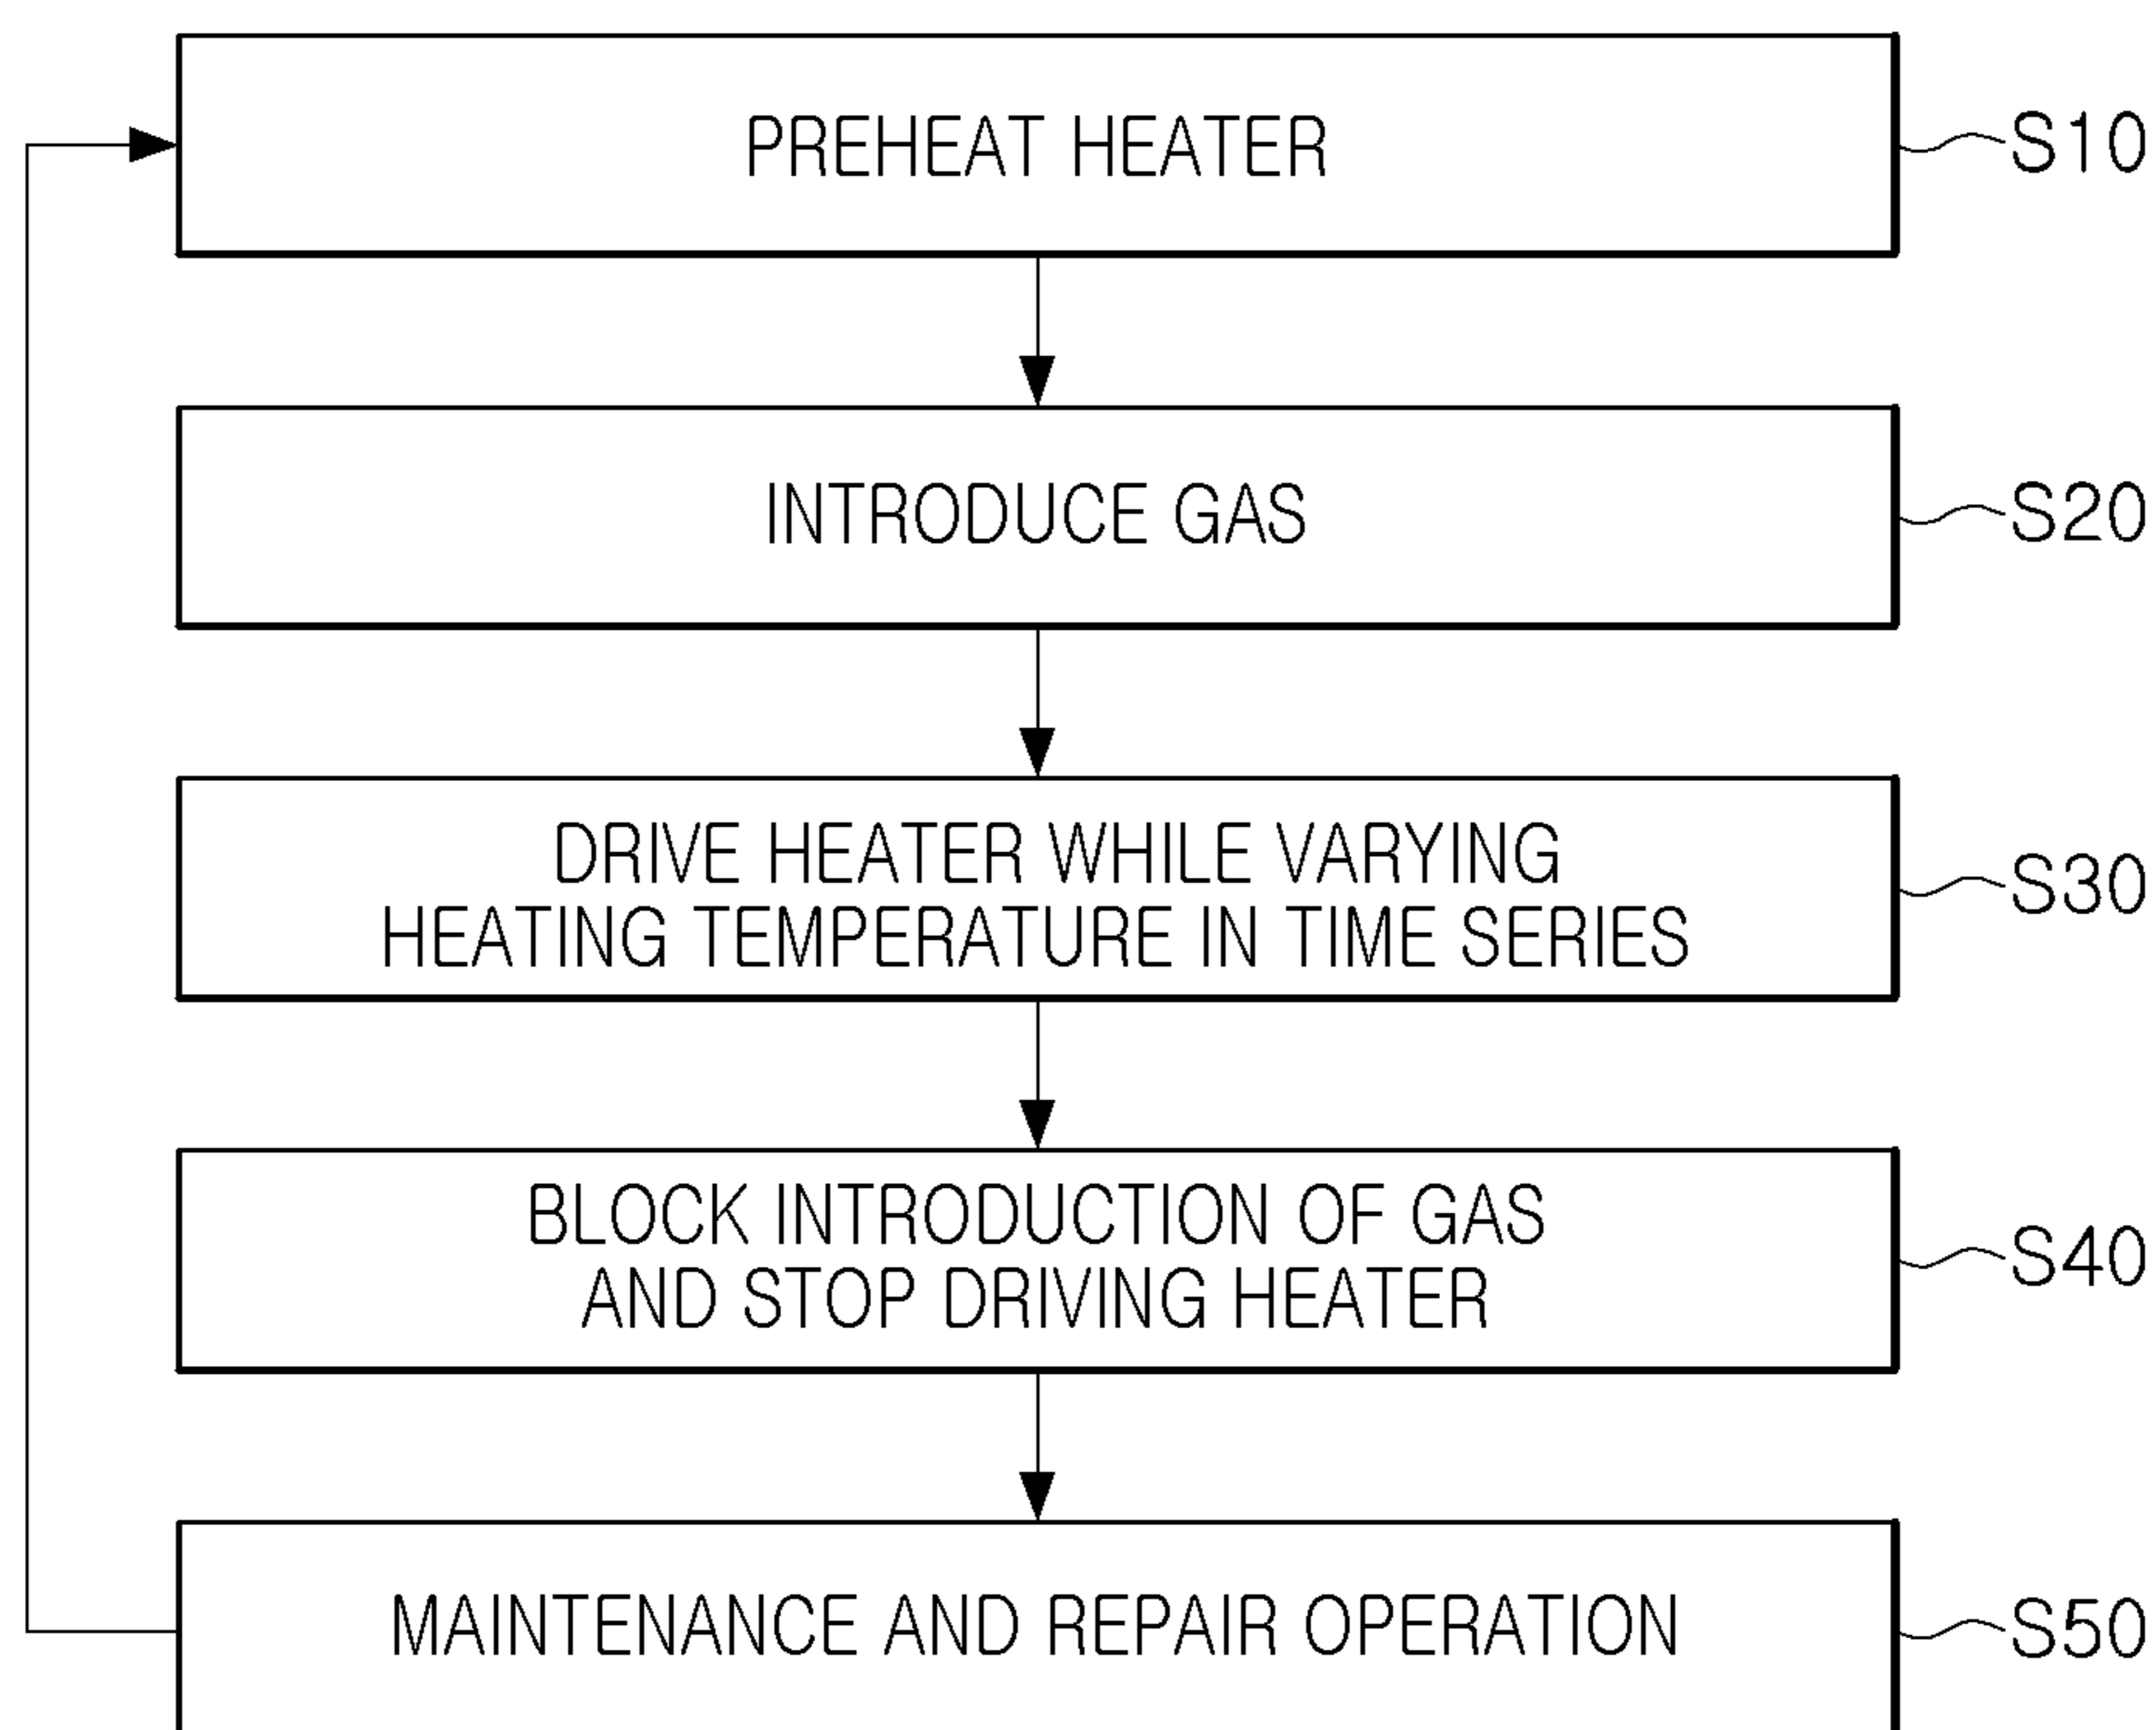 PREHEAT HEATER
S10
INTRODUCE GAS
S20
DRIVE HEATER WHILE VARYING
HEATING TEMPERATURE IN TIME SERIES
S30
BLOCK INTRODUCTION OF GAS
AND STOP DRIVING HEATER
S40
MAINTENANCE AND REPAIR OPERATION
S50